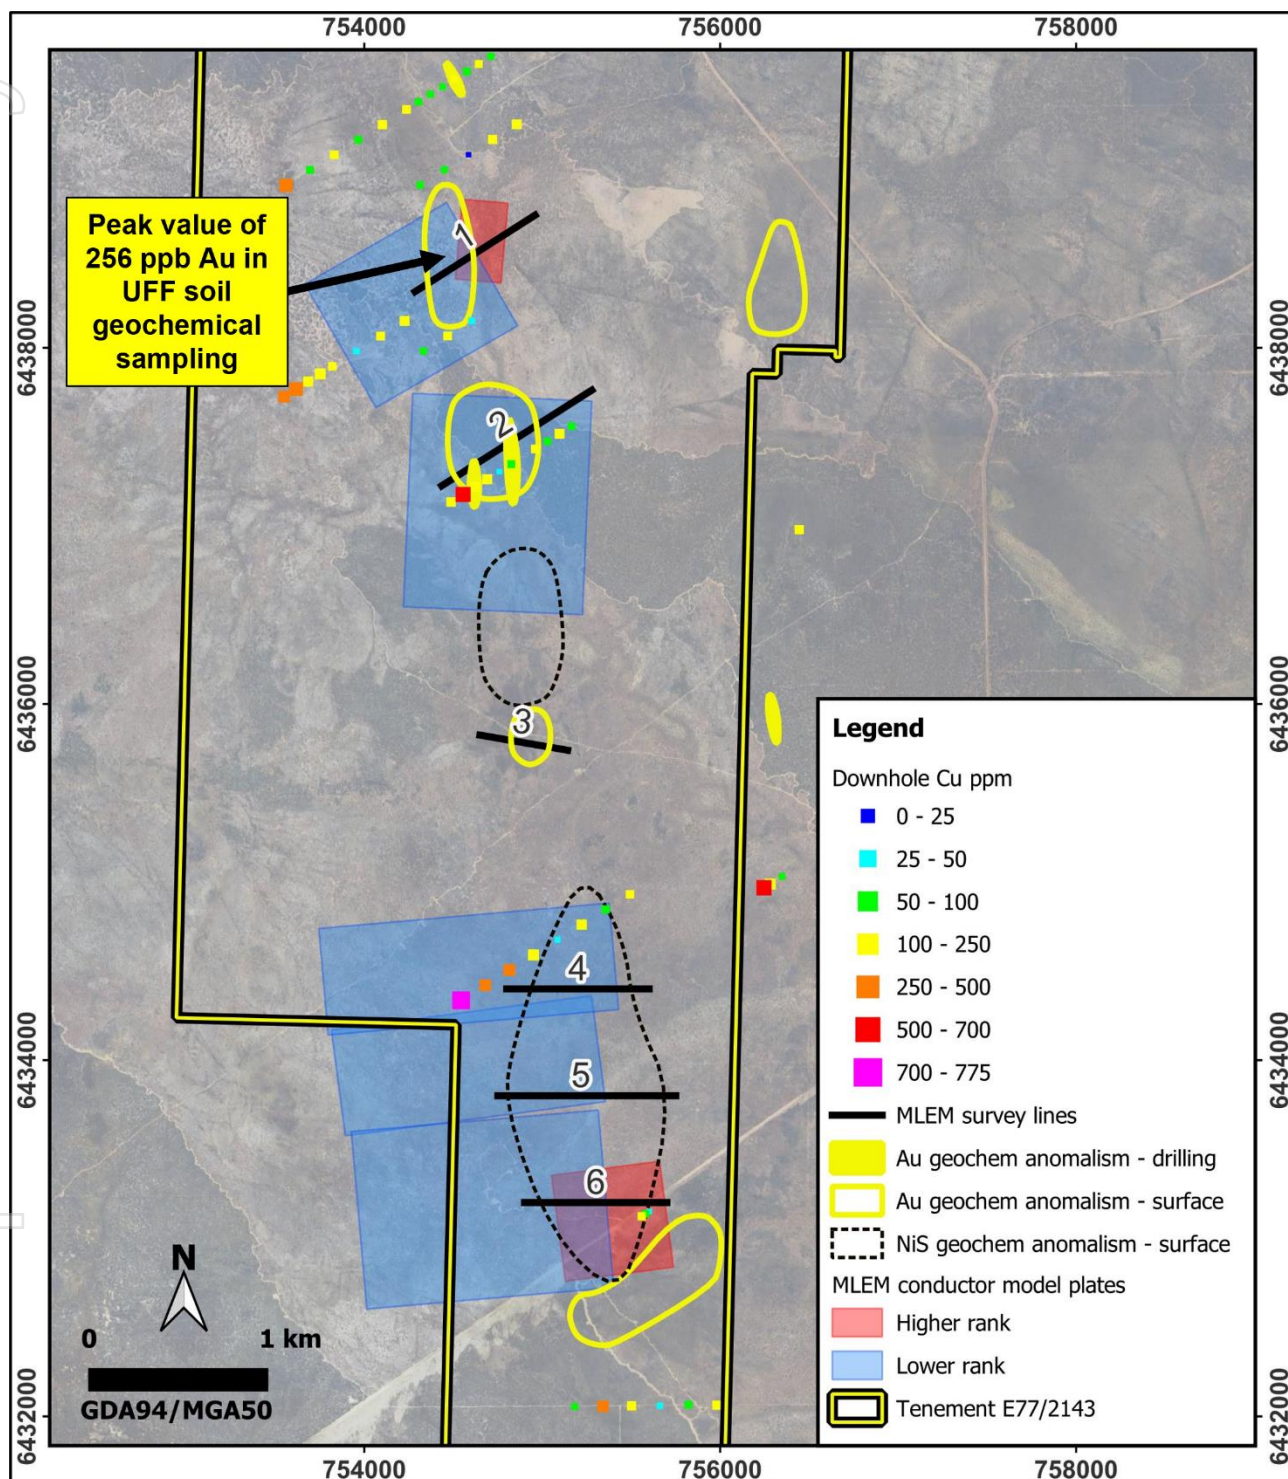 754000
756000
758000
6438000
6438000
Peak value of
256 ppb Au in
UFF soil
geochemical
sampling
1
2
6436000
6436000
3
Legend
Downhole Cu ppm
0 - 25
25 - 50
50 - 100
100 - 250
250 - 500
500 - 700
700 - 775
MLEM survey lines
Au geochem anomalism - drilling
Au geochem anomalism - surface
NiS geochem anomalism - surface
MLEM conductor model plates
Higher rank
Lower rank
Tenement E77/2143
4
6434000
6434000
5
6
N
0
1 km
GDA94/MGA50
6432000
6432000
754000
756000
758000